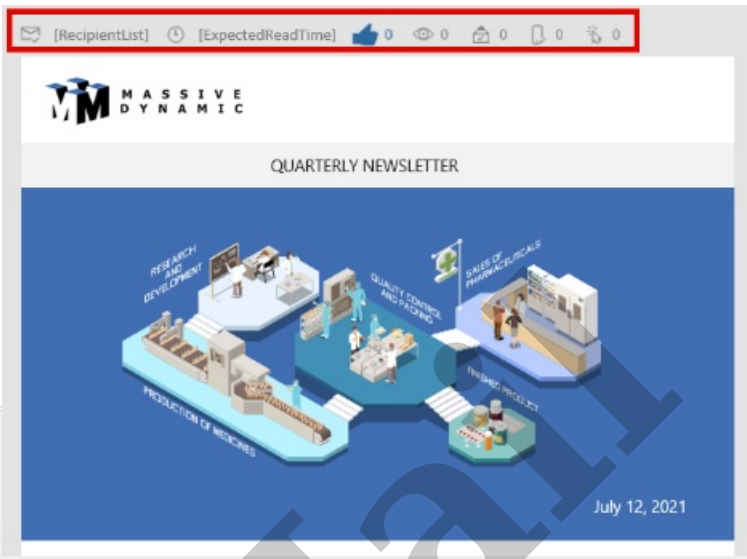 [RecipientList] [ExpectedReadTime] 0 0 0 0 0
MM MASSIVE
DYNAMIC
QUARTERLY NEWSLETTER
RESEARCH
AND
DEVELOPMENT
SALES OF
PHARMACEUTICALS
QUALITY CONTROL
AND PACKING
FINISHED PRODUCT
PRODUCTION OF MEDICINES
July 12, 2021